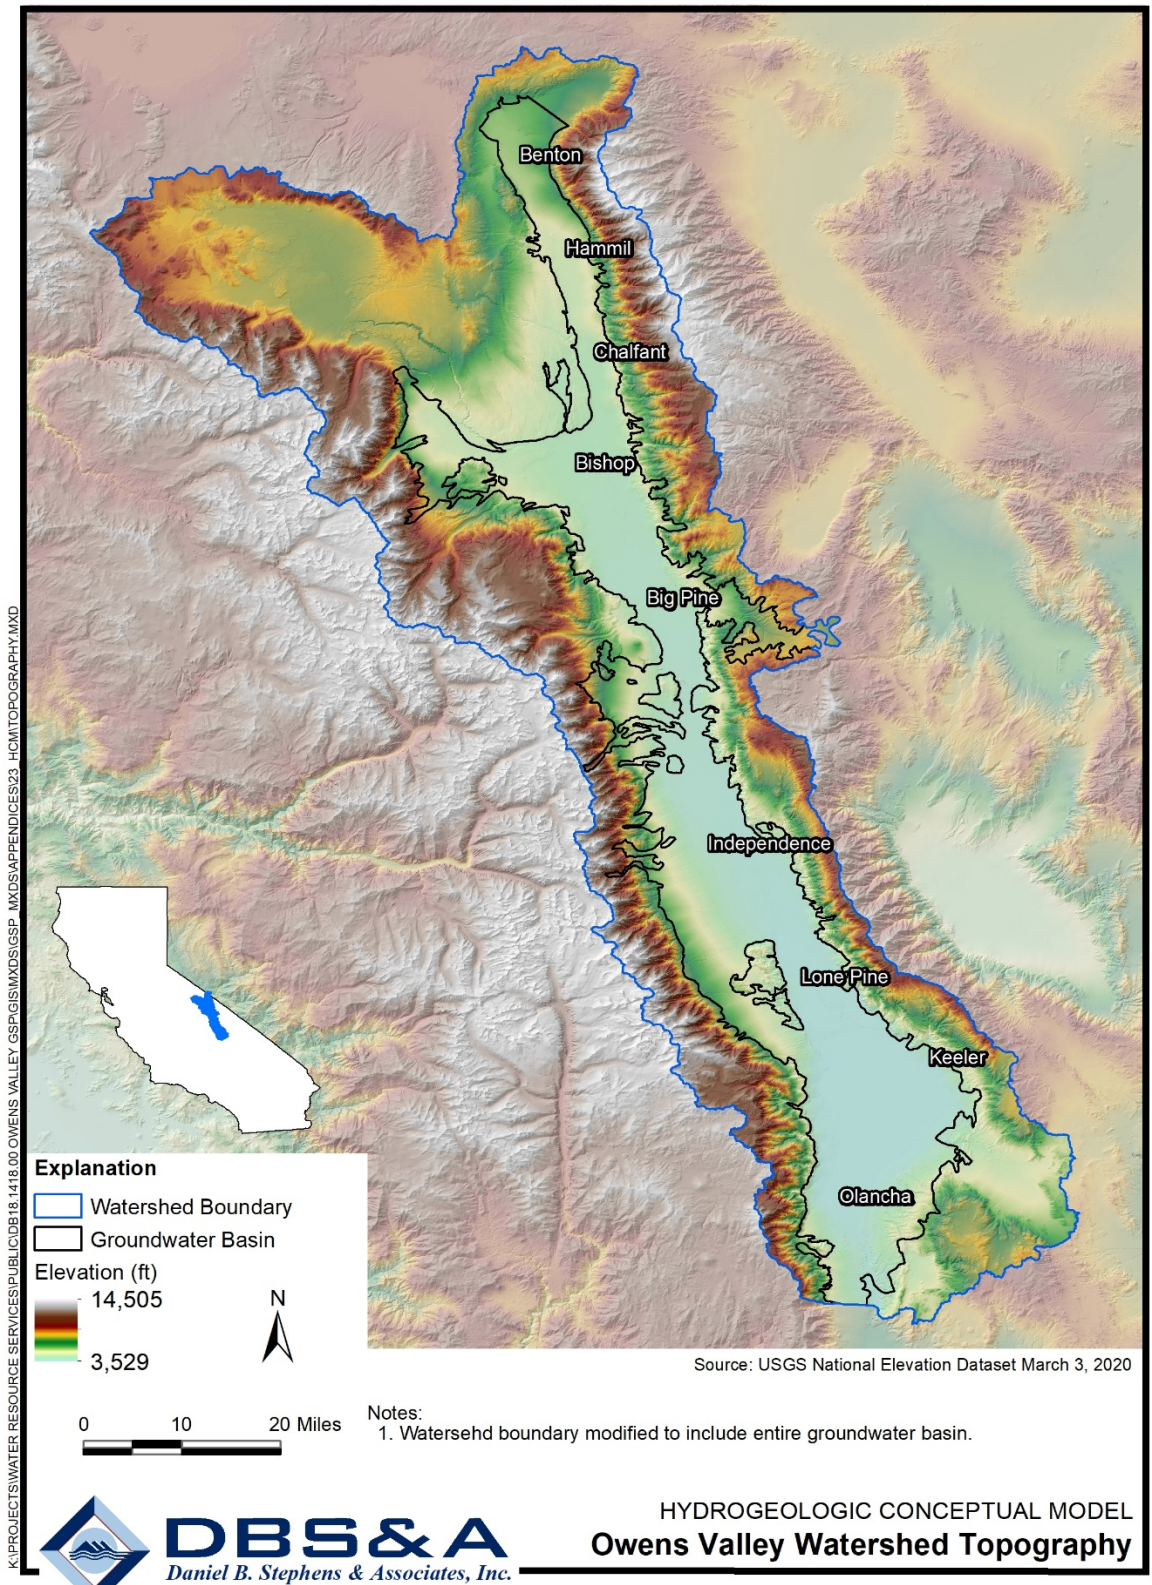 Benton
Hammil
Chalfant
Bishop
Big Pine
Independence
Lone Pine
Keeler
Olancha
K:\PROJECTS\WATER RESOURCE SERVICES\PUBLIC\DB18.1418.00 OWENS VALLEY GSP\GIS\MXDS\GSP_MXDS\APPENDICES\23_HCM\TOPOGRAPHY.MXD
Explanation
Watershed Boundary
Groundwater Basin
Elevation (ft)
14,505
3,529
N
Source: USGS National Elevation Dataset March 3, 2020
0 10 20 Miles
Notes:
1. Watersehd boundary modified to include entire groundwater basin.
HYDROGEOLOGIC CONCEPTUAL MODEL
Owens Valley Watershed Topography
DBS&A
Daniel B. Stephens & Associates, Inc.